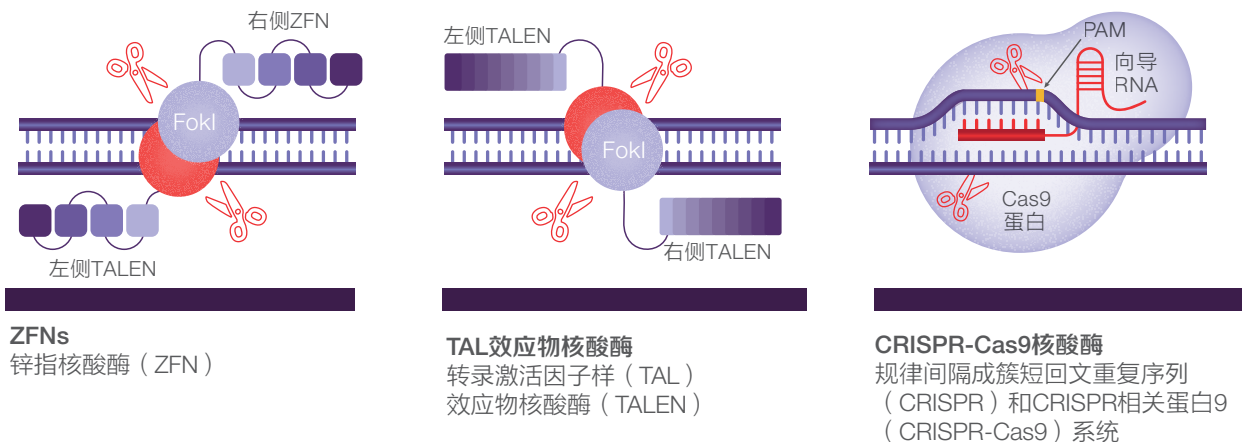 右侧ZFN
FokI
左侧TALEN
ZFNs
锌指核酸酶（ZFN）
左侧TALEN
FokI
右侧TALEN
TAL效应物核酸酶
转录激活因子样（TAL）
效应物核酸酶（TALEN）
PAM
向导
RNA
Cas9
蛋白
CRISPR-Cas9核酸酶
规律间隔成簇短回文重复序列
（CRISPR）和CRISPR相关蛋白9
（CRISPR-Cas9）系统